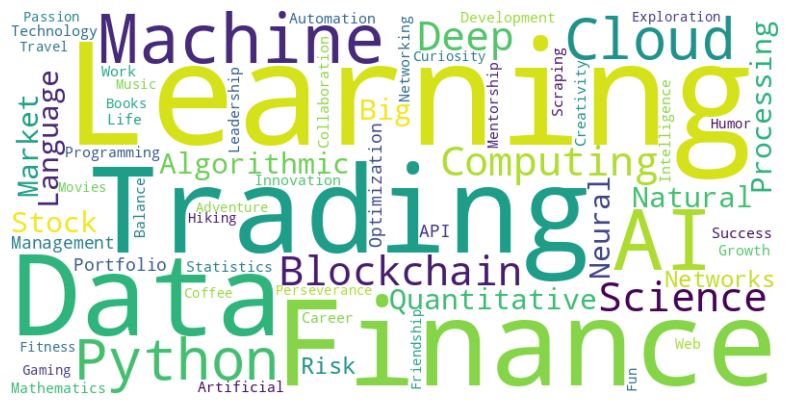 Passion
Technology
Travel
Machine
Automation
Networking
Deep
Development
Curiosity
Cloud
Exploration
Processing
Learning
Market
Language
Work
Music
Books
Life
Leadership
Collaboration
Big
Mentorship
Scraping
Creativity
Intelligence
Humor
Programming
Movies
Algorithmic
Innovation
Optimization
Computing
Natural
Trading
Balance
Adventure
Hiking
API
Neural
AI
Success
Growth
Stock
Management
Portfolio
Statistics
Blockchain
Networks
Data
Coffee
Perseverance
Quantitative
Science
Career
Friendship
Finance
Web
Fitness
Gaming
Mathematics
Python
Artificial
Risk
Fun